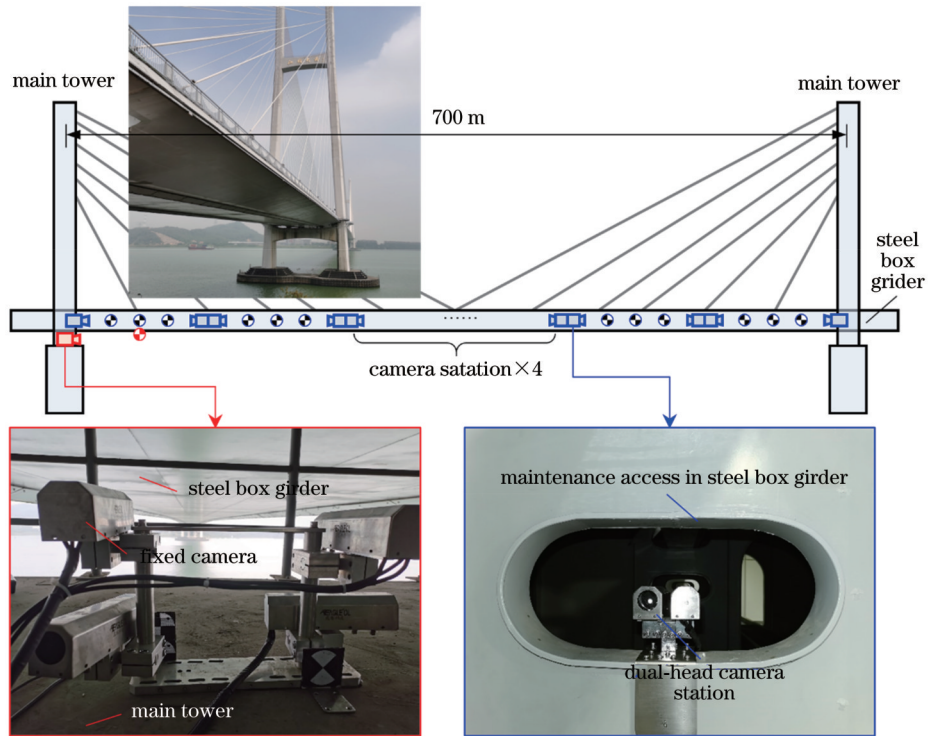 main tower
main tower
700 m
steel
box
grider
......
camera satation×4
steel box girder
fixed camera
main tower
maintenance access in steel box girder
dual-head camera
station